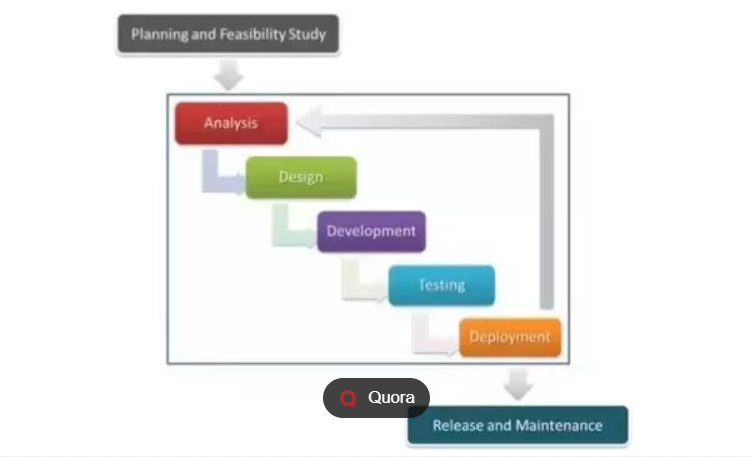 Planning and Feasibility Study
Analysis
Design
Development
Testing
Deployment
Quora
Release and Maintenance